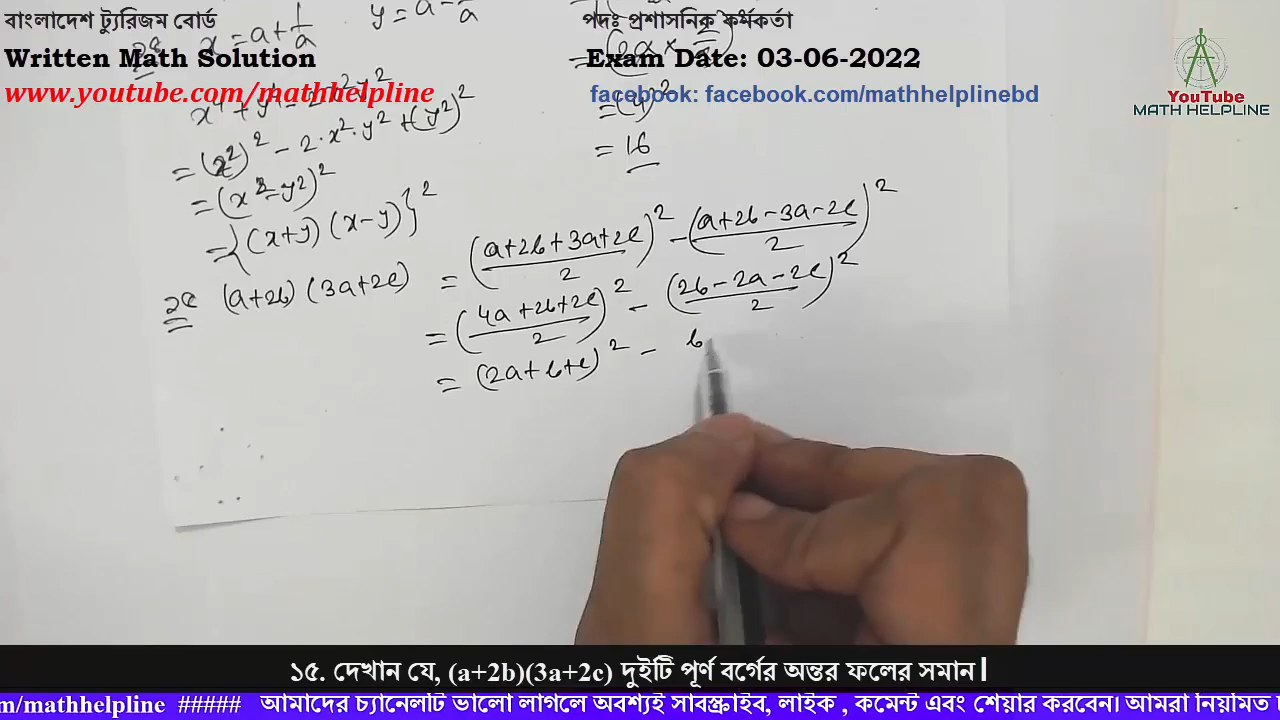 বাংলাদেশ ট্যুরিজম বোর্ড
পদঃ প্রশাসনিক কর্মকর্তা
Written Math Solution
Exam Date: 03-06-2022
www.youtube.com/mathhelpline
facebook: facebook.com/mathhelplinebd
YouTube
MATH HELPLINE
x = a + 1/a
= (x²)² - 2·x²·y² + (y²)²
= (x² - y²)²
= {(x+y)(x-y)}²
= (4)²
= 16
১৫ (a+2b)(3a+2c) = ((a+2b+3a+2c)/2)² - ((a+2b-3a-2c)/2)²
= ((4a+2b+2c)/2)² - ((2b-2a-2c)/2)²
= (2a+b+c)² - b
১৫. দেখান যে, (a+2b)(3a+2c) দুইটি পূর্ণ বর্গের অন্তর ফলের সমান।
m/mathhelpline ##### আমাদের চ্যানেলটি ভালো লাগলে অবশ্যই সাবস্ক্রাইব, লাইক , কমেন্ট এবং শেয়ার করবেন। আমরা নিয়মিত